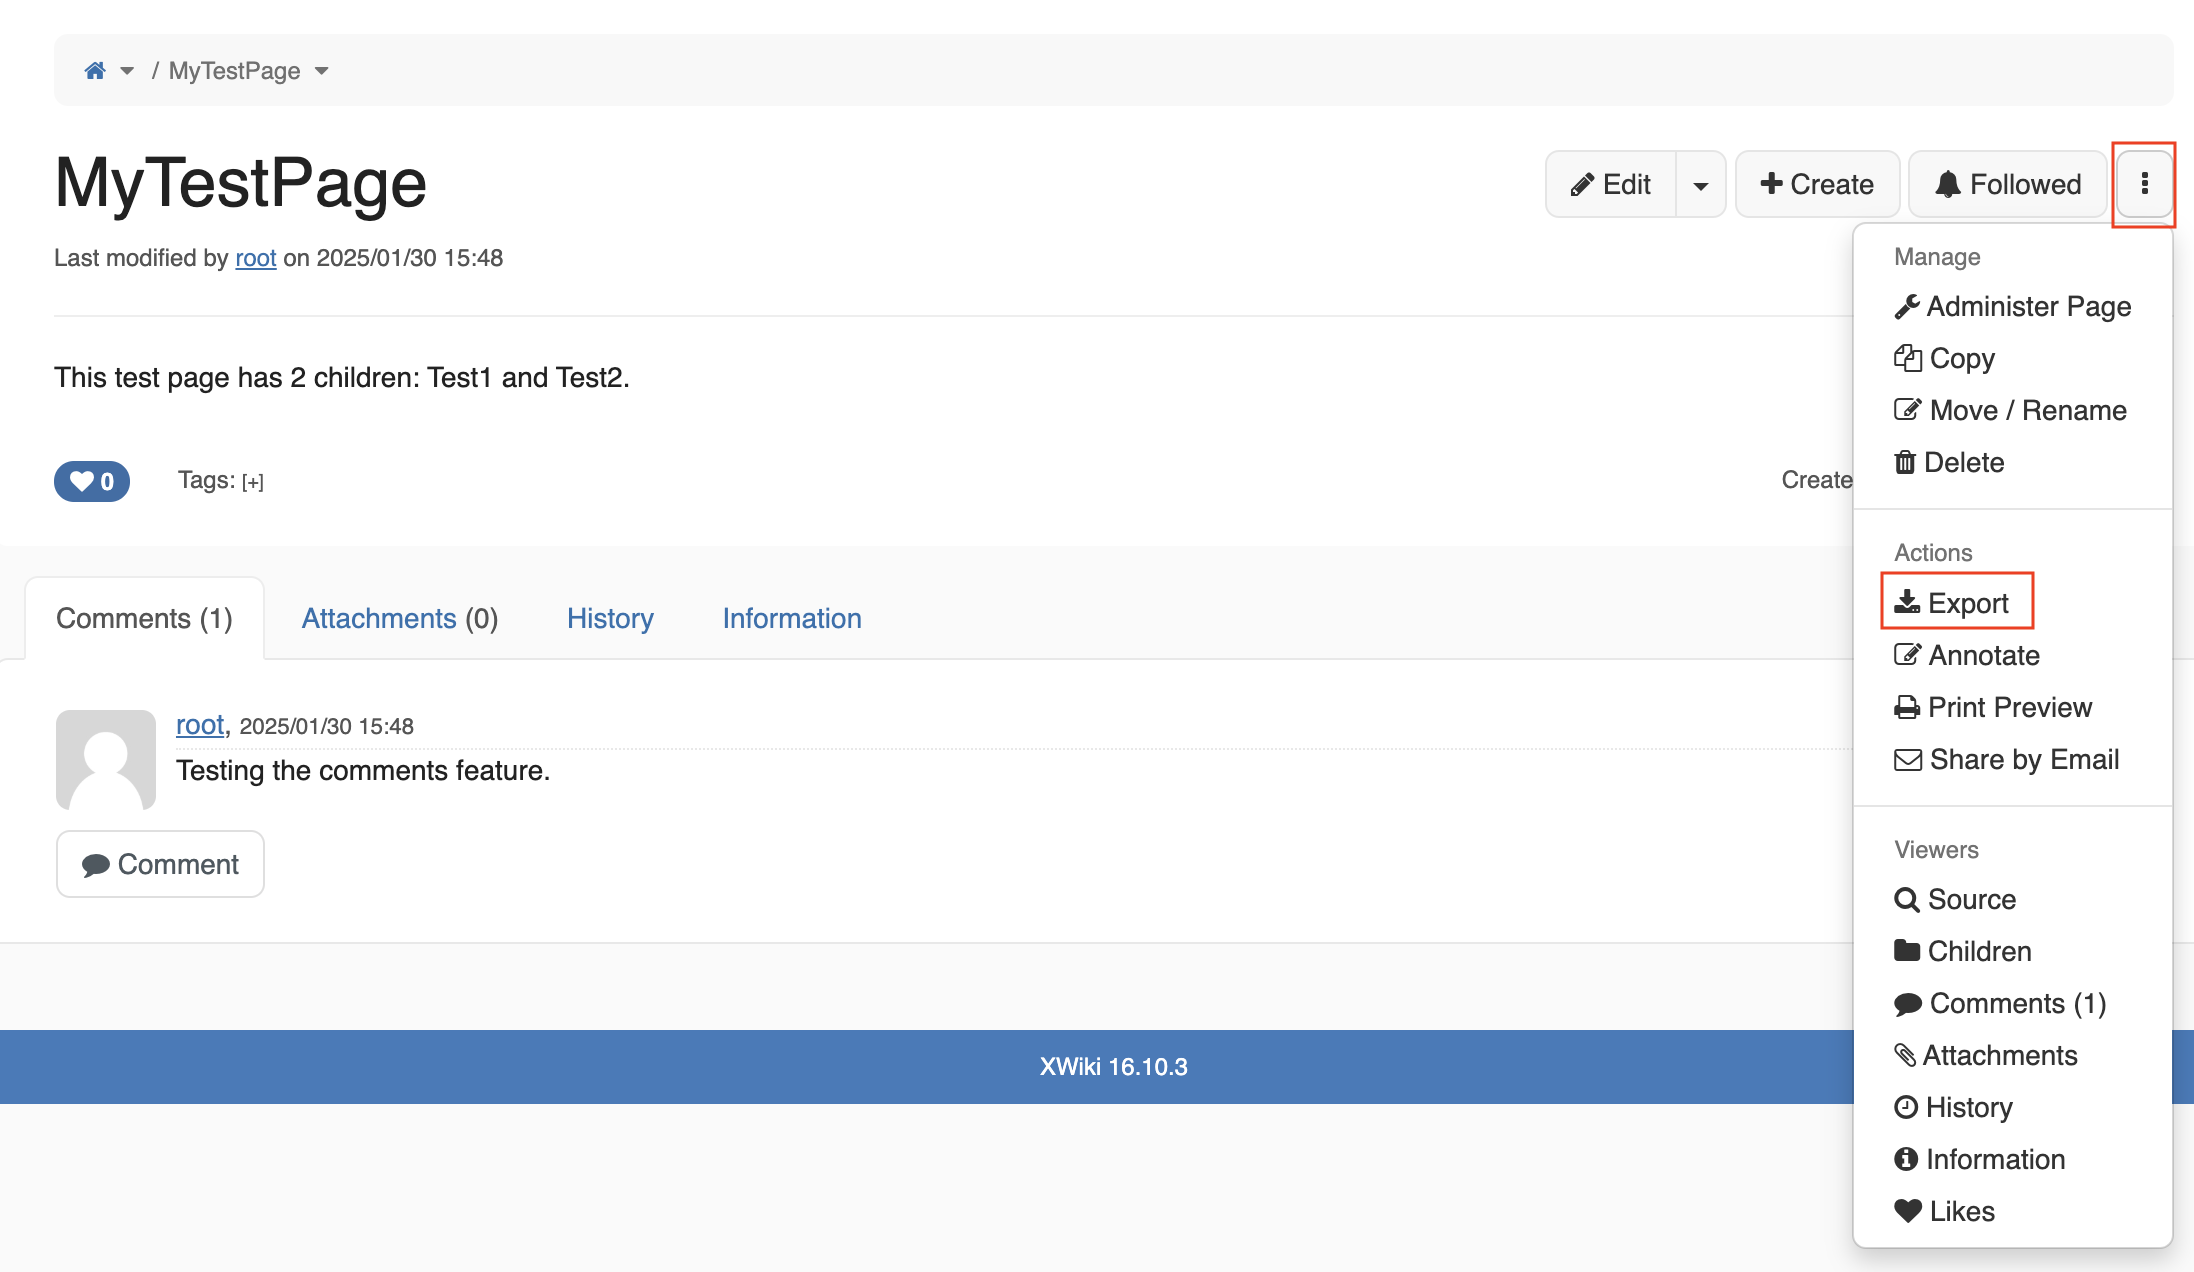 / MyTestPage
MyTestPage
Edit
Create
Followed
Last modified by root on 2025/01/30 15:48
This test page has 2 children: Test1 and Test2.
0
Tags: [+]
Create
Comments (1)
Attachments (0)
History
Information
root, 2025/01/30 15:48
Testing the comments feature.
Comment
XWiki 16.10.3
Manage
Administer Page
Copy
Move / Rename
Delete
Actions
Export
Annotate
Print Preview
Share by Email
Viewers
Source
Children
Comments (1)
Attachments
History
Information
Likes